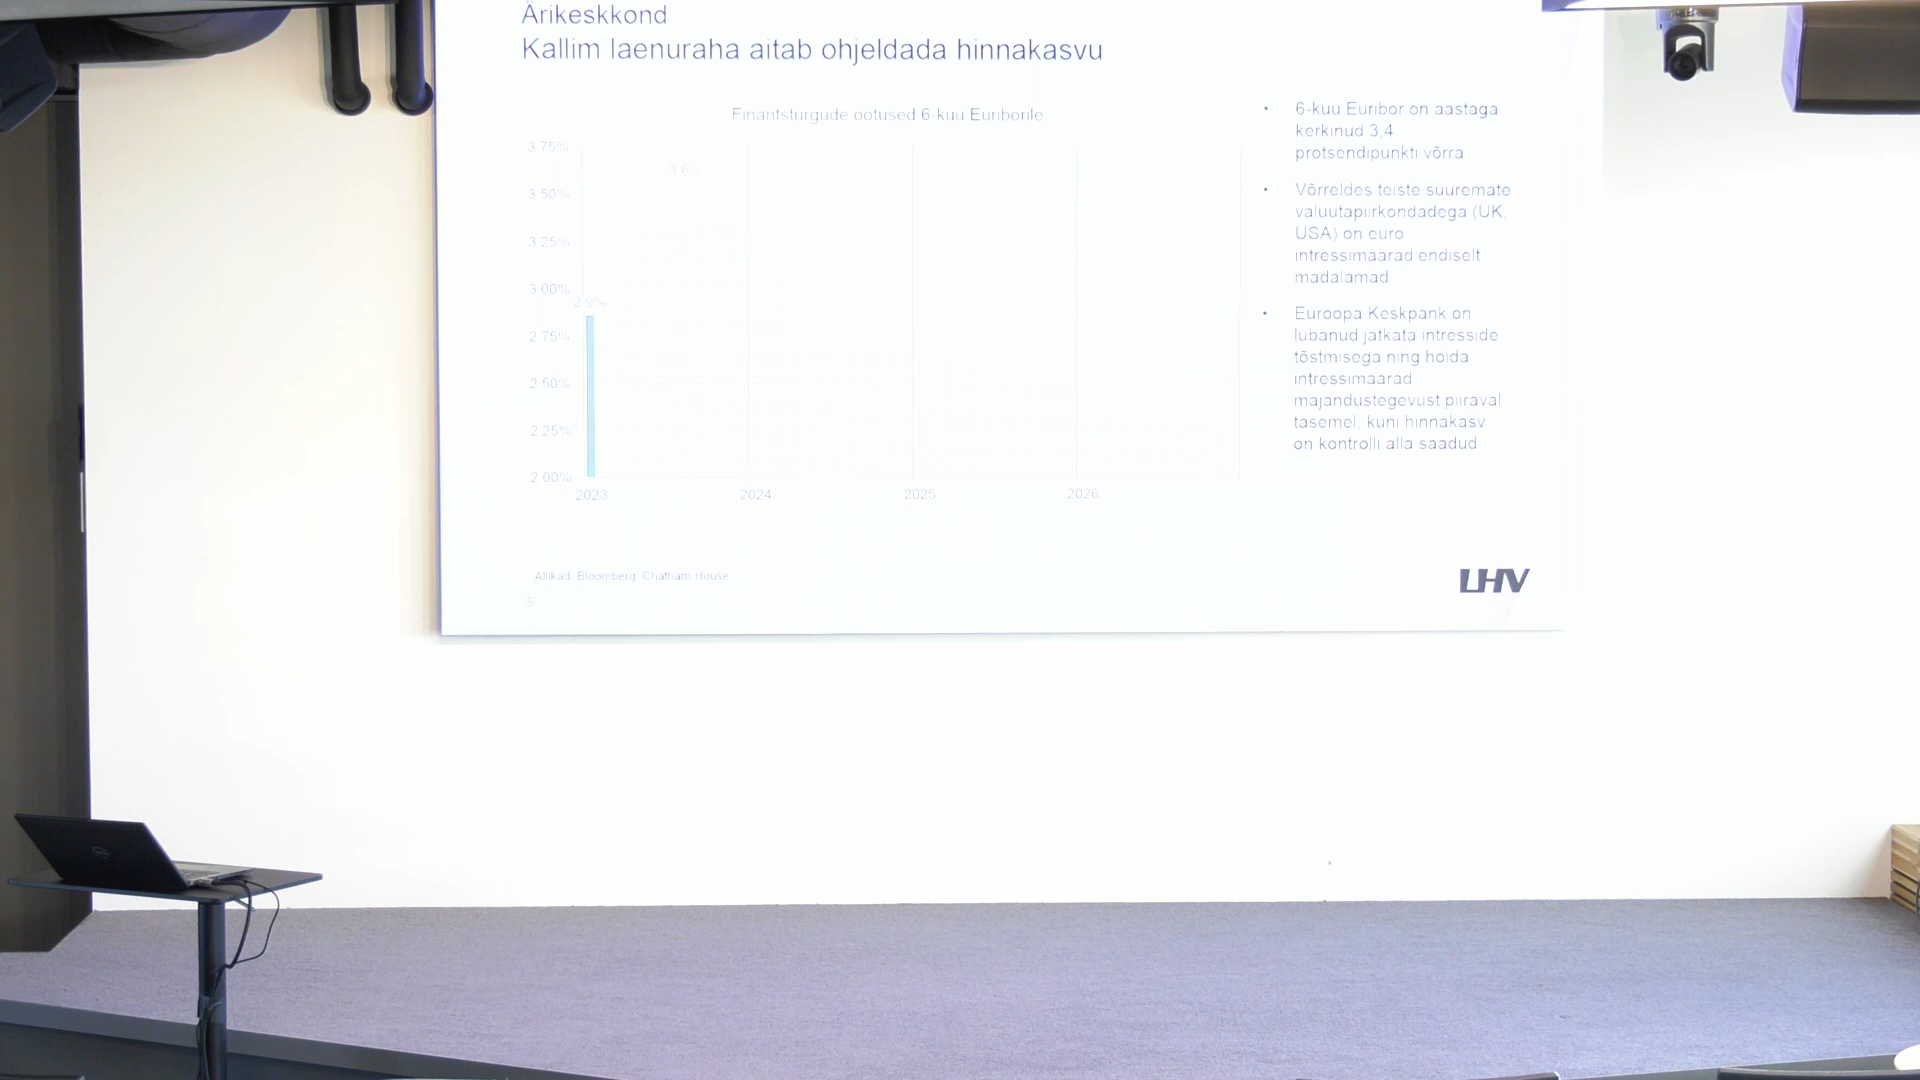 Ärikeskkond
Kallim laenuraha aitab ohjeldada hinnakasvu
Finantsturgude ootused 6-kuu Euriborile
3.75%
3.50%
3.25%
3.00%
2.75%
2.50%
2.25%
2.00%
3.6%
2.9%
2023
2024
2025
2026
• 6-kuu Euribor on aastaga
kerkinud 3,4
protsendipunkti võrra
• Võrreldes teiste suuremate
valuutapiirkondadega (UK,
USA) on euro
intressimäärad endiselt
madalamad
• Euroopa Keskpank on
lubanud jätkata intresside
tõstmisega ning hoida
intressimäärad
majandustegevust piiraval
tasemel, kuni hinnakasv
on kontrolli alla saadud
Allikad: Bloomberg, Chatham House
5
LHV